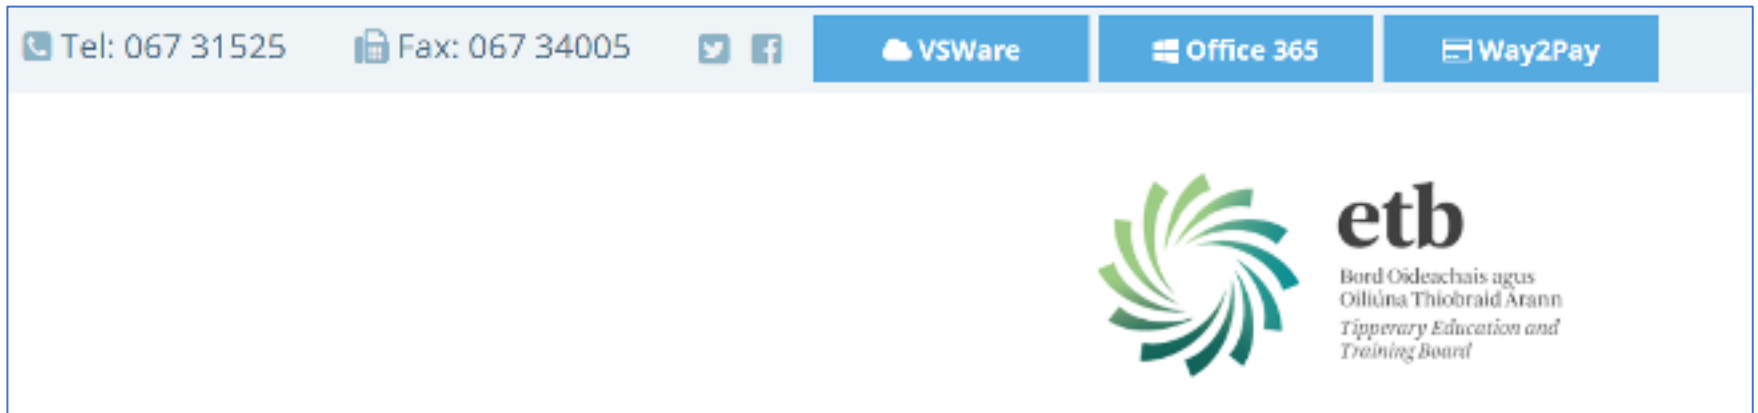 Tel: 067 31525 Fax: 067 34005 VSWare Office 365 Way2Pay
etb
Bord Oideachais agus
Oiliúna Thiobraid Árann
Tipperary Education and
Training Board